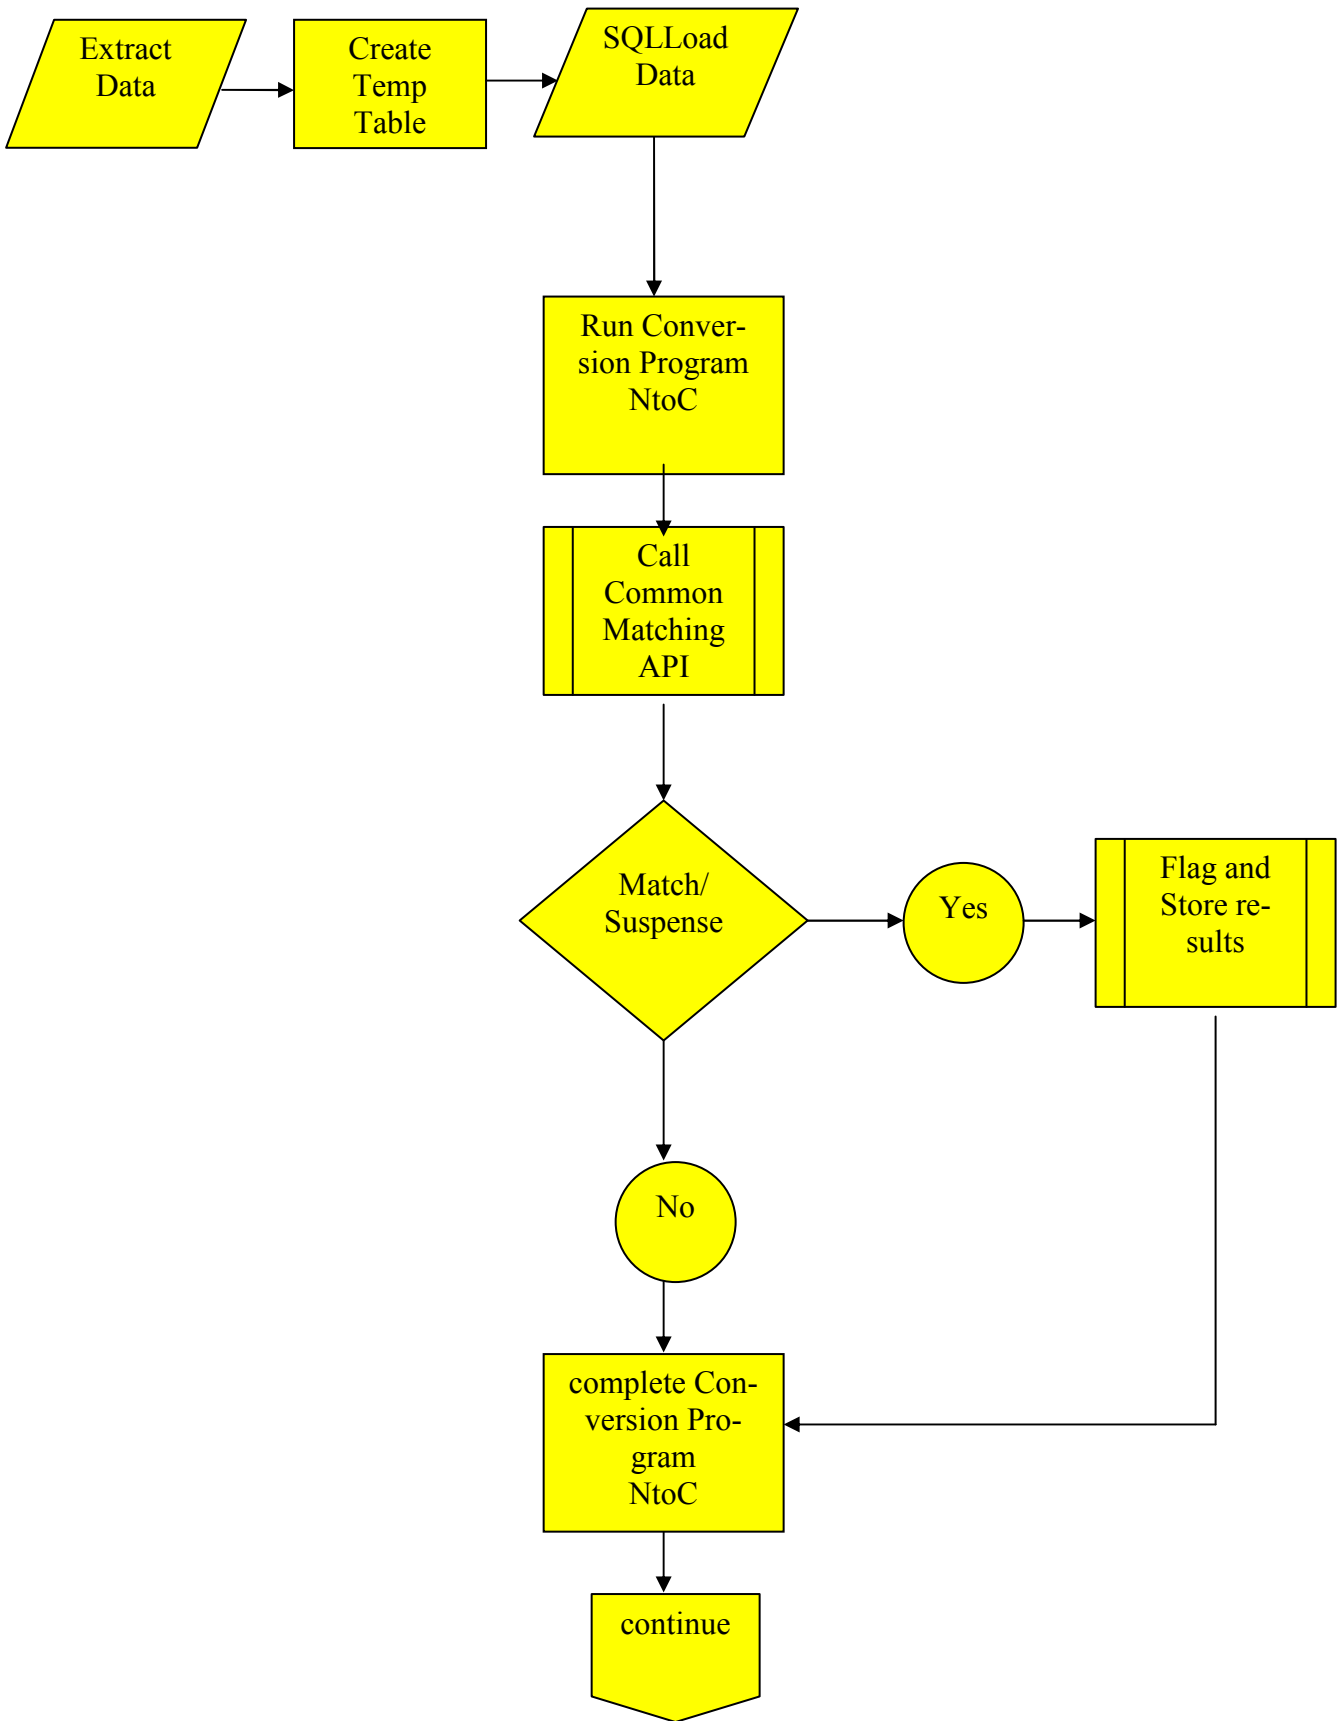 Extract
Data
Create
Temp
Table
SQLLoad
Data
Run Conver-
sion Program
NtoC
Call
Common
Matching
API
Match/
Suspense
Yes
Flag and
Store re-
sults
No
complete Con-
version Pro-
gram
NtoC
continue